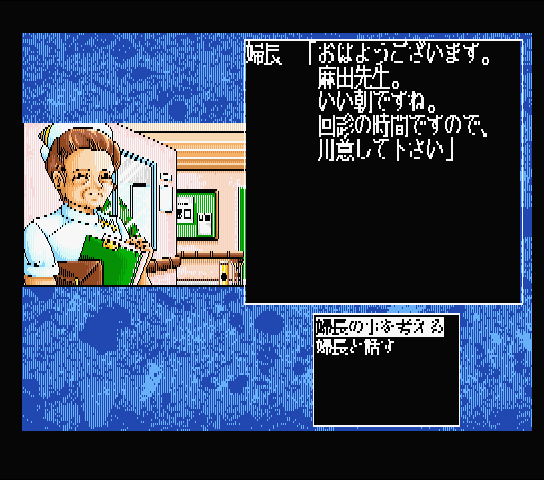 婦長　「おはようございます。
麻田先生。
いい朝ですね。
回診の時間ですので、
用意して下さい」
婦長の事を考える
婦長と話す